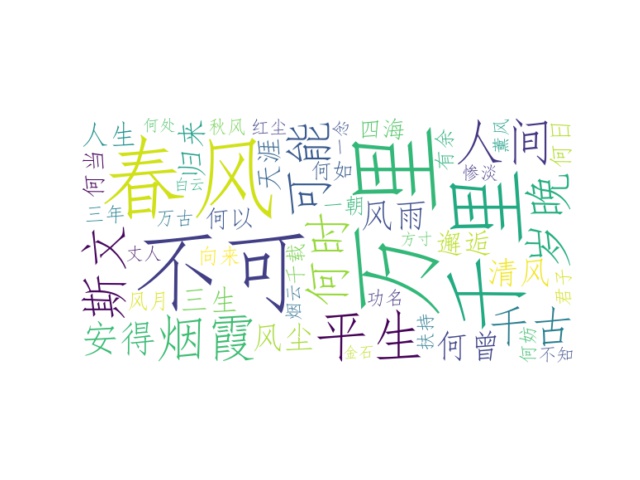 人生
何处
秋风
红尘
可能
一念
四海
有余
人间
薰风
何日
何当
春风
白云
归来
天涯
何如
万里
惨淡
三年
万古
何以
何时
一朝
风雨
方寸
邂逅
千里
岁晚
斯文
丈人
不可
向来
千载
清风
君子
风月
三生
烟云
功名
安得
烟霞
风尘
平生
金石
扶持
何曾
千古
何妨
不知